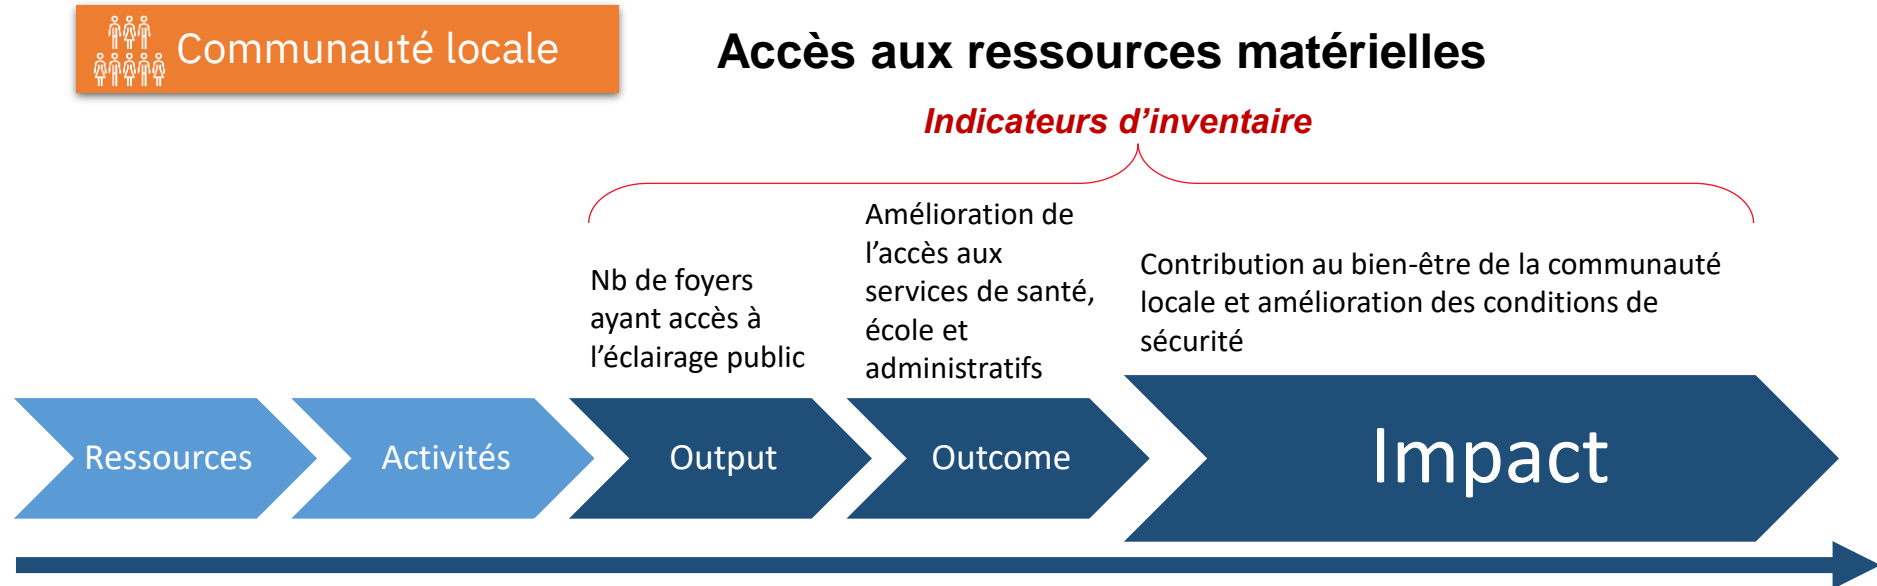 Communauté locale
Accès aux ressources matérielles
Indicateurs d’inventaire
Nb de foyers
ayant accès à
l’éclairage public
Amélioration de
l’accès aux
services de santé,
école et
administratifs
Contribution au bien-être de la communauté
locale et amélioration des conditions de
sécurité
Ressources
Activités
Output
Outcome
Impact